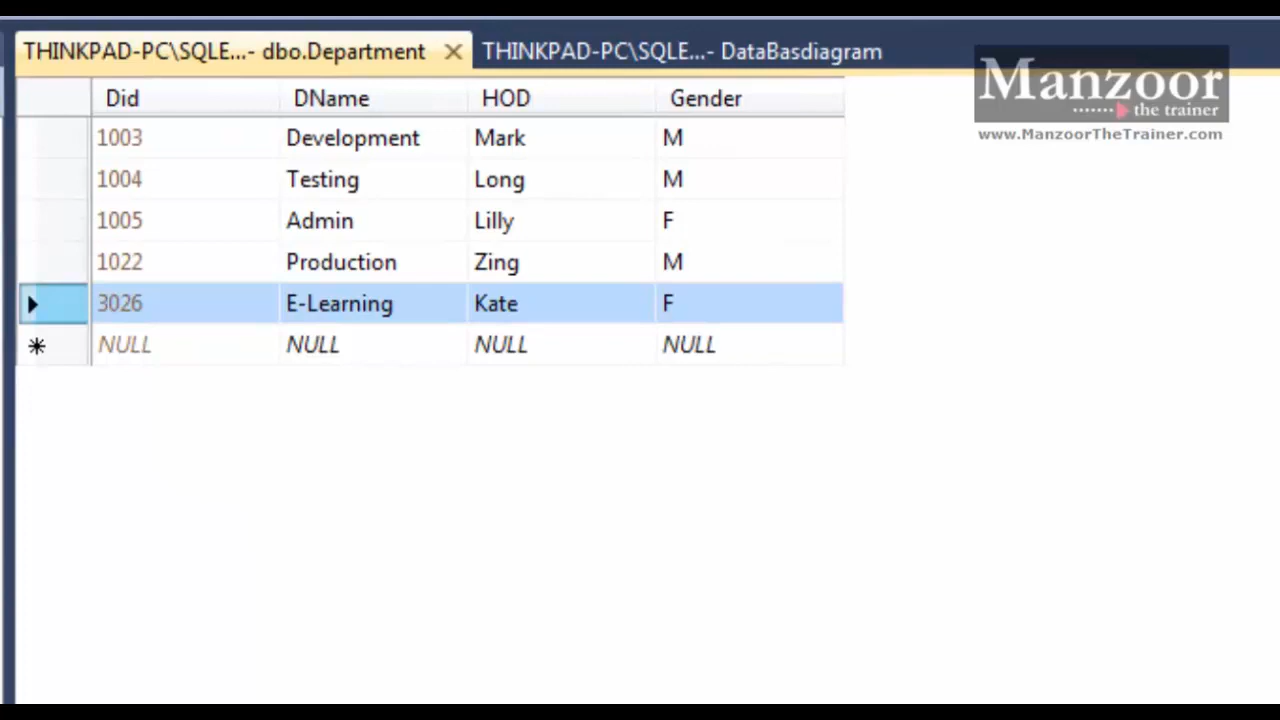 THINKPAD-PC\SQLE...- dbo.Department THINKPAD-PC\SQLE...- DataBasdiagram
Manzoor
the trainer
www.ManzoorTheTrainer.com
Did DName HOD Gender
1003 Development Mark M
1004 Testing Long M
1005 Admin Lilly F
1022 Production Zing M
3026 E-Learning Kate F
NULL NULL NULL NULL